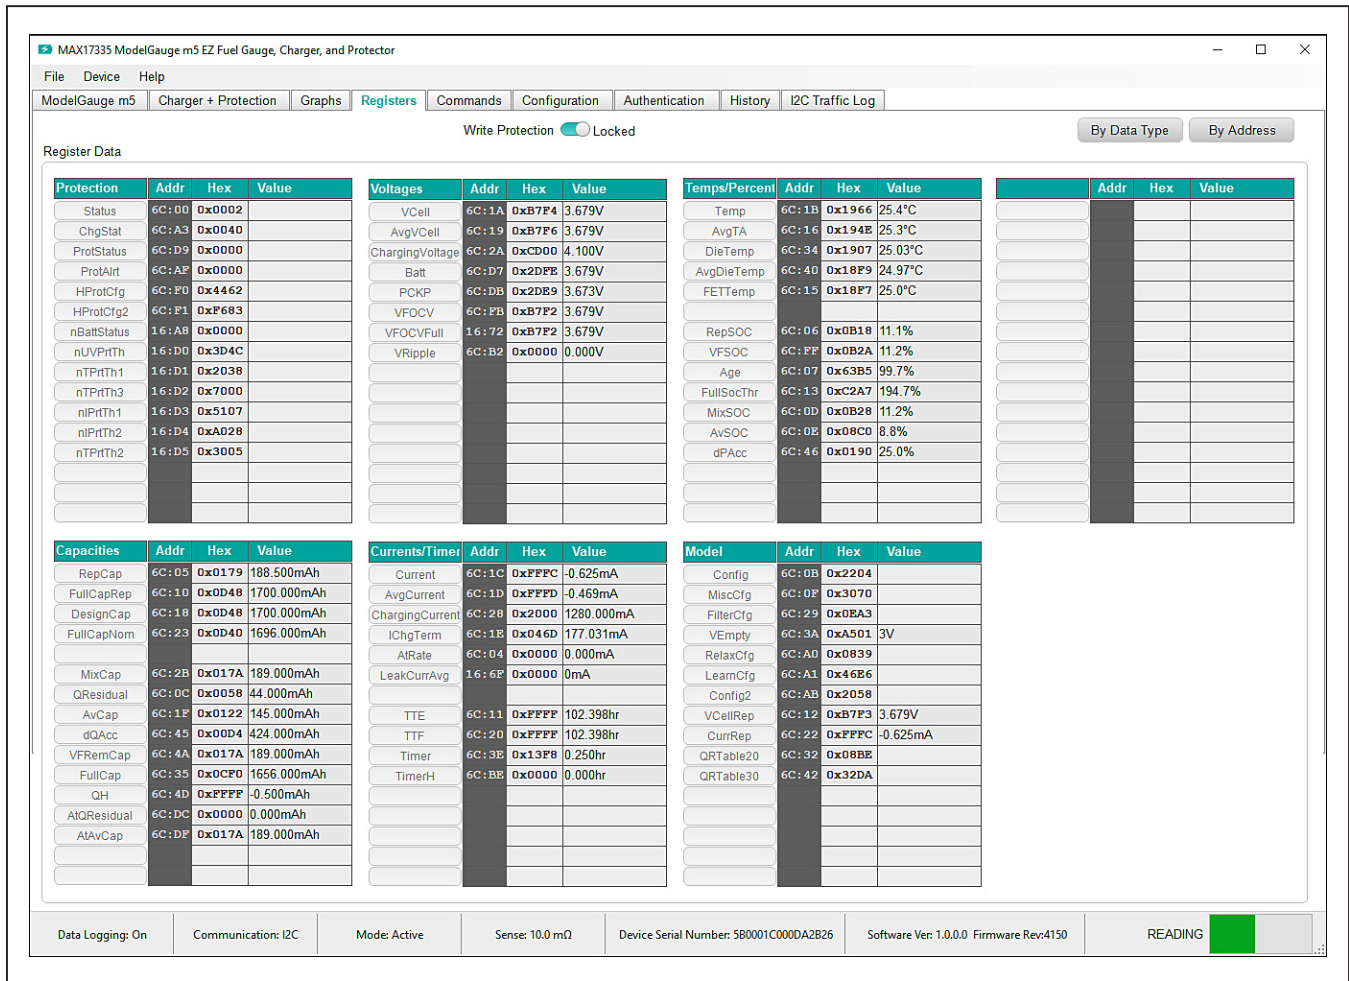 MAX17335 ModelGauge m5 EZ Fuel Gauge, Charger, and Protector
File Device Help
ModelGauge m5 Charger + Protection Graphs Registers Commands Configuration Authentication History I2C Traffic Log
Write Protection Locked By Data Type By Address
Register Data
Protection Addr Hex Value
Status 6C:00 0x0002
ChgStat 6C:A3 0x0040
ProtStatus 6C:D9 0x0000
ProtAlrt 6C:AF 0x0000
HProtCfg 6C:F0 0x4462
HProtCfg2 6C:F1 0xF683
nBattStatus 16:A8 0x0000
nUVPrtTh 16:D0 0x3D4C
nTPrtTh1 16:D1 0x2038
nTPrtTh3 16:D2 0x7000
nIPrtTh1 16:D3 0x5107
nIPrtTh2 16:D4 0xA028
nTPrtTh2 16:D5 0x3005
Voltages Addr Hex Value
VCell 6C:1A 0xB7F4 3.679V
AvgVCell 6C:19 0xB7F6 3.679V
ChargingVoltage 6C:2A 0xCD00 4.100V
Batt 6C:D7 0x2DFE 3.679V
PCKP 6C:DB 0x2DE9 3.673V
VFOCV 6C:FB 0xB7F2 3.679V
VFOCVFull 16:72 0xB7F2 3.679V
VRipple 6C:B2 0x0000 0.000V
Temps/Percent Addr Hex Value
Temp 6C:1B 0x1966 25.4°C
AvgTA 6C:16 0x194E 25.3°C
DieTemp 6C:34 0x1907 25.03°C
AvgDieTemp 6C:40 0x18F9 24.97°C
FETTemp 6C:15 0x18F7 25.0°C
RepSOC 6C:06 0x0B18 11.1%
VFSOC 6C:FF 0x0B2A 11.2%
Age 6C:07 0x63B5 99.7%
FullSocThr 6C:13 0xC2A7 194.7%
MixSOC 6C:0D 0x0B28 11.2%
AvSOC 6C:0E 0x08C0 8.8%
dPAcc 6C:46 0x0190 25.0%
Addr Hex Value
Capacities Addr Hex Value
RepCap 6C:05 0x0179 188.500mAh
FullCapRep 6C:10 0x0D48 1700.000mAh
DesignCap 6C:18 0x0D48 1700.000mAh
FullCapNom 6C:23 0x0D40 1696.000mAh
MixCap 6C:2B 0x017A 189.000mAh
QResidual 6C:0C 0x0058 44.000mAh
AvCap 6C:1F 0x0122 145.000mAh
dQAcc 6C:45 0x00D4 424.000mAh
VFRemCap 6C:4A 0x017A 189.000mAh
FullCap 6C:35 0x0CF0 1656.000mAh
QH 6C:4D 0xFFFF -0.500mAh
AtQResidual 6C:DC 0x0000 0.000mAh
AtAvCap 6C:DF 0x017A 189.000mAh
Currents/Timer Addr Hex Value
Current 6C:1C 0xFFFC -0.625mA
AvgCurrent 6C:1D 0xFFFD -0.469mA
ChargingCurrent 6C:28 0x2000 1280.000mA
IChgTerm 6C:1E 0x046D 177.031mA
AtRate 6C:04 0x0000 0.000mA
LeakCurrAvg 16:6F 0x0000 0mA
TTE 6C:11 0xFFFF 102.398hr
TTF 6C:20 0xFFFF 102.398hr
Timer 6C:3E 0x13F8 0.250hr
TimerH 6C:BE 0x0000 0.000hr
Model Addr Hex Value
Config 6C:0B 0x2204
MiscCfg 6C:0F 0x3070
FilterCfg 6C:29 0x0EA3
VEmpty 6C:3A 0xA501 3V
RelaxCfg 6C:A0 0x0839
LearnCfg 6C:A1 0x46E6
Config2 6C:AB 0x2058
VCellRep 6C:12 0xB7F3 3.679V
CurrRep 6C:22 0xFFFC -0.625mA
QRTable20 6C:32 0x08BE
QRTable30 6C:42 0x32DA
Data Logging: On Communication: I2C Mode: Active Sense: 10.0 mΩ Device Serial Number: 5B0001C000DA2B26 Software Ver: 1.0.0.0 Firmware Rev:4150 READING